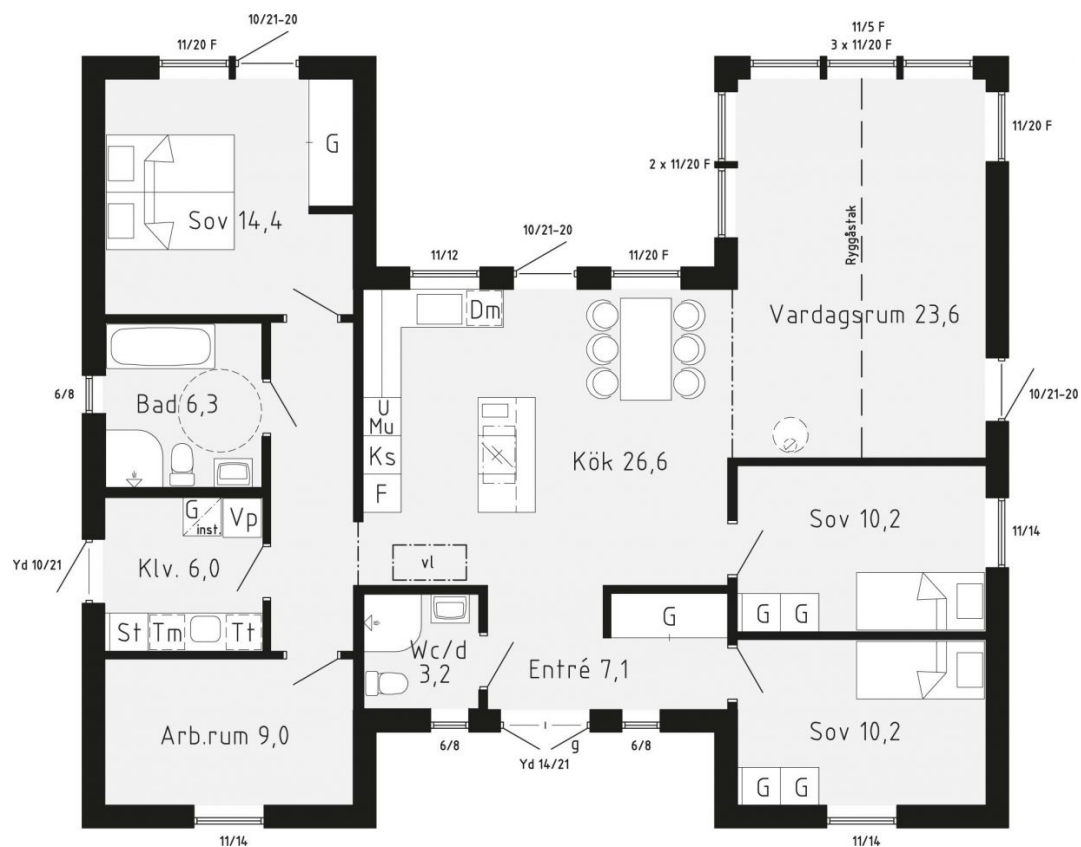 10/21-20
11/5 F
11/20 F
3 x 11/20 F
G
11/20 F
2 x 11/20 F
Sov 14,4
Ryggåstak
10/21-20
11/12
11/20 F
Dm
Vardagsrum 23,6
6/8
Bad 6,3
10/21-20
U
Mu
Ks
Kök 26,6
F
G
inst.
Vp
Sov 10,2
11/14
Yd 10/21
Klv. 6,0
vl
St
Tm
Tt
G
G
G
Wc/d
3,2
Entré 7,1
Arb.rum 9,0
Sov 10,2
6/8
g
6/8
Yd 14/21
G
G
11/14
11/14